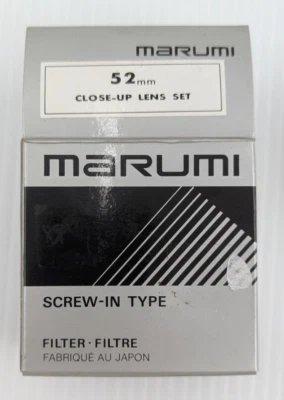 marumi
52mm
CLOSE-UP LENS SET
marumi
SCREW-IN TYPE
FILTER · FILTRE
FABRIQUÉ AU JAPON